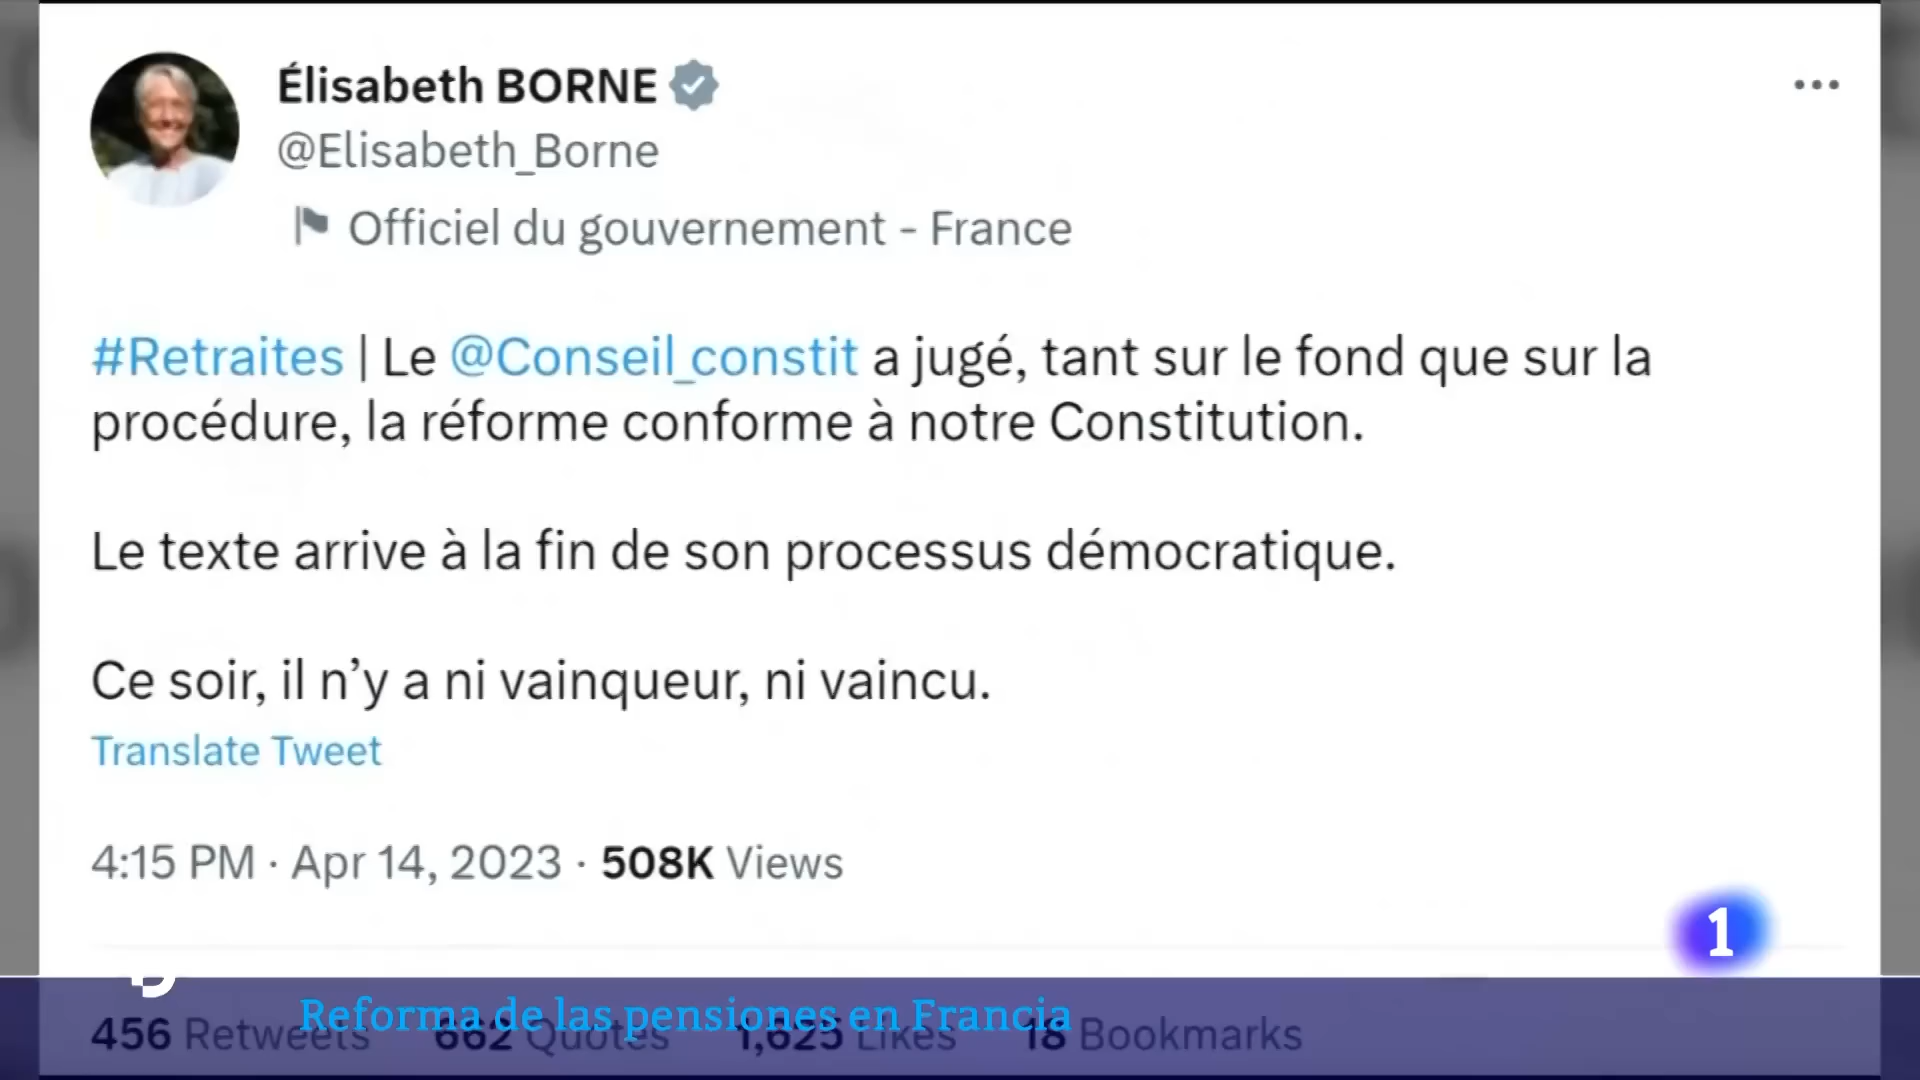 Élisabeth BORNE
@Elisabeth_Borne
Officiel du gouvernement - France
#Retraites | Le @Conseil_constit a jugé, tant sur le fond que sur la
procédure, la réforme conforme à notre Constitution.
Le texte arrive à la fin de son processus démocratique.
Ce soir, il n’y a ni vainqueur, ni vaincu.
Translate Tweet
4:15 PM · Apr 14, 2023 · 508K Views
1
Reforma de las pensiones en Francia
456 Retweets 662 Quotes 1,625 Likes 18 Bookmarks